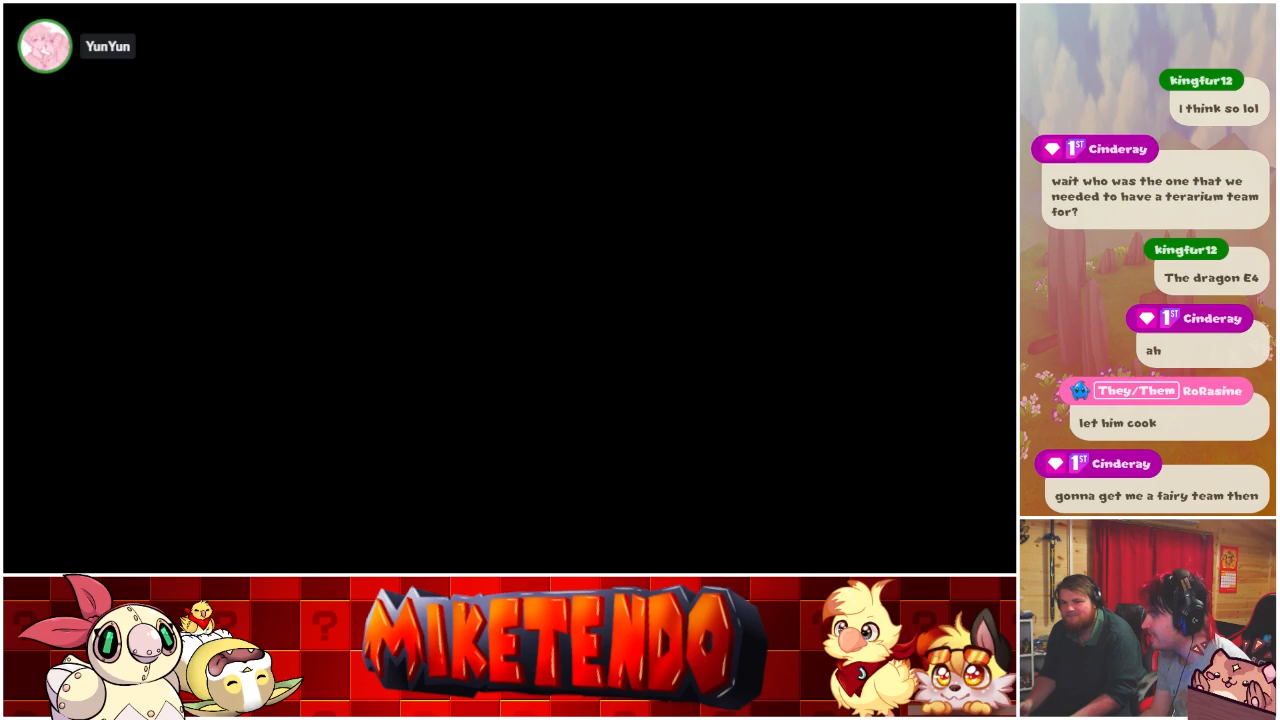 YunYun
kingfur12
I think so lol
1ST Cinderay
wait who was the one that we
needed to have a terarium team
for?
kingfur12
The dragon E4
1ST Cinderay
ah
They/Them RoRasine
let him cook
1ST Cinderay
gonna get me a fairy team then
MIKETENDO